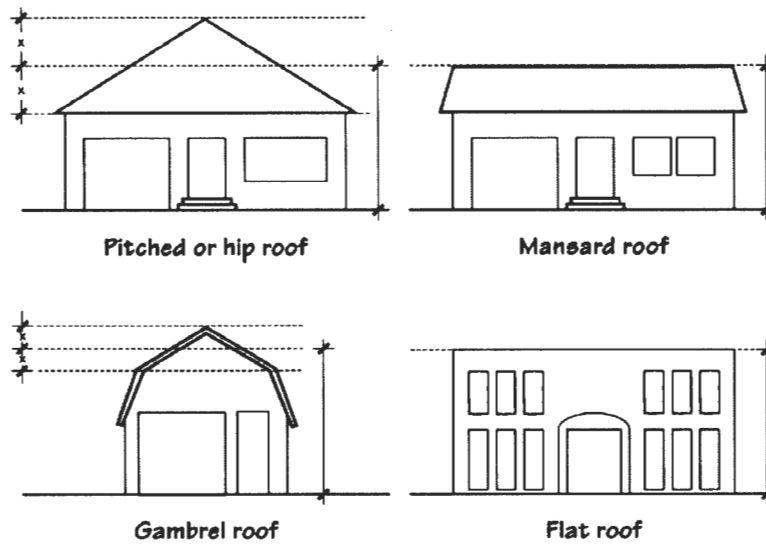 x
x
Pitched or hip roof
Mansard roof
x
x
Gambrel roof
Flat roof